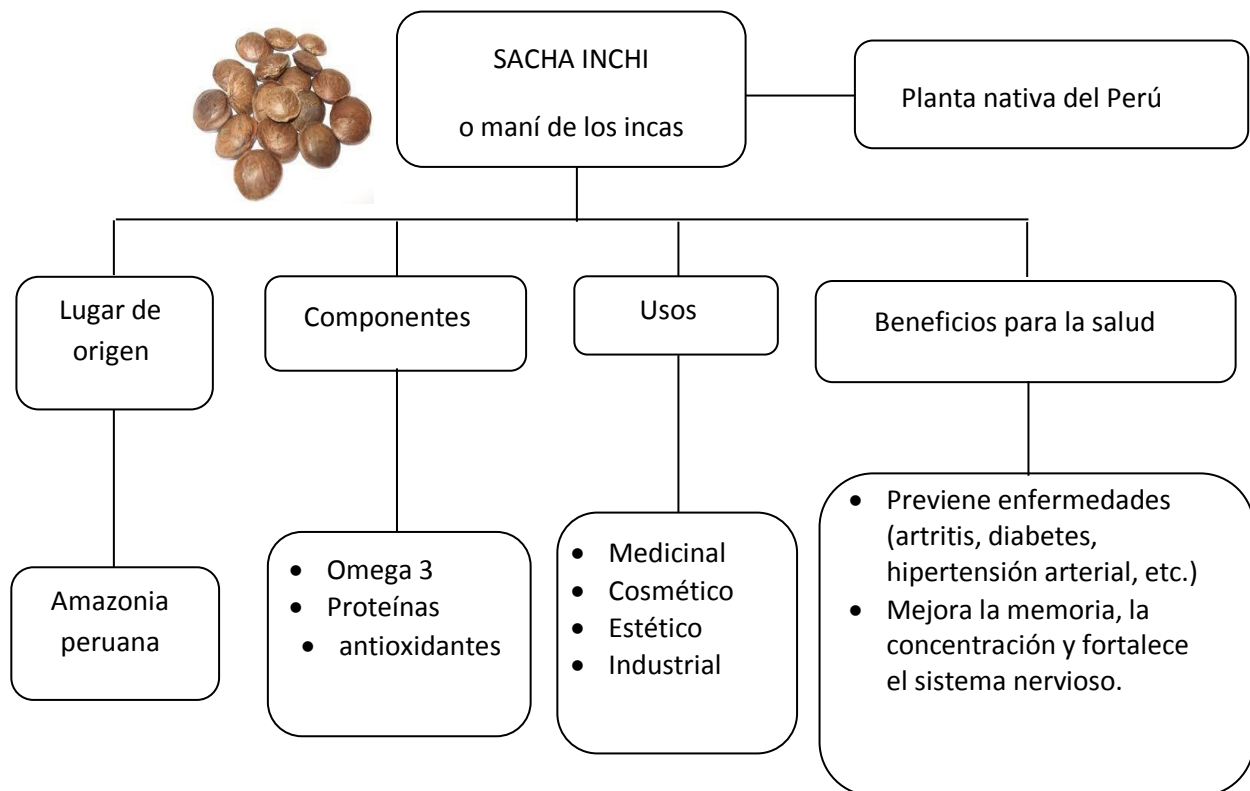 SACHA INCHI
o maní de los incas
Planta nativa del Perú
Lugar de
origen
Componentes
Usos
Beneficios para la salud
Amazonia
peruana
• Omega 3
• Proteínas
• antioxidantes
• Medicinal
• Cosmético
• Estético
• Industrial
• Previene enfermedades
(artritis, diabetes,
hipertensión arterial, etc.)
• Mejora la memoria, la
concentración y fortalece
el sistema nervioso.